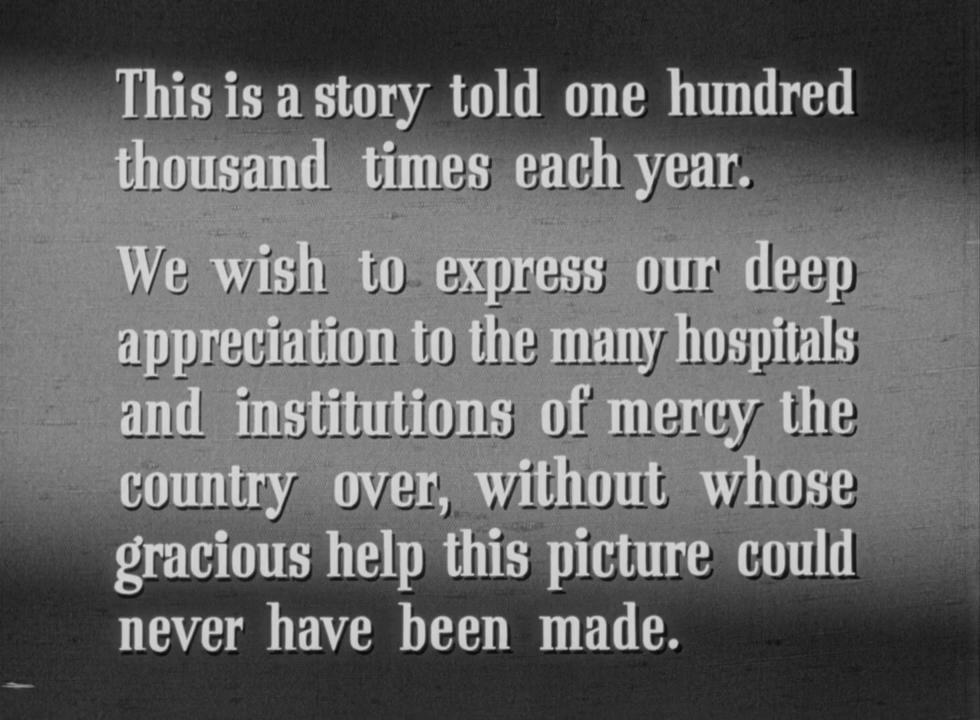 This is a story told one hundred
thousand times each year.
We wish to express our deep
appreciation to the many hospitals
and institutions of mercy the
country over, without whose
gracious help this picture could
never have been made.